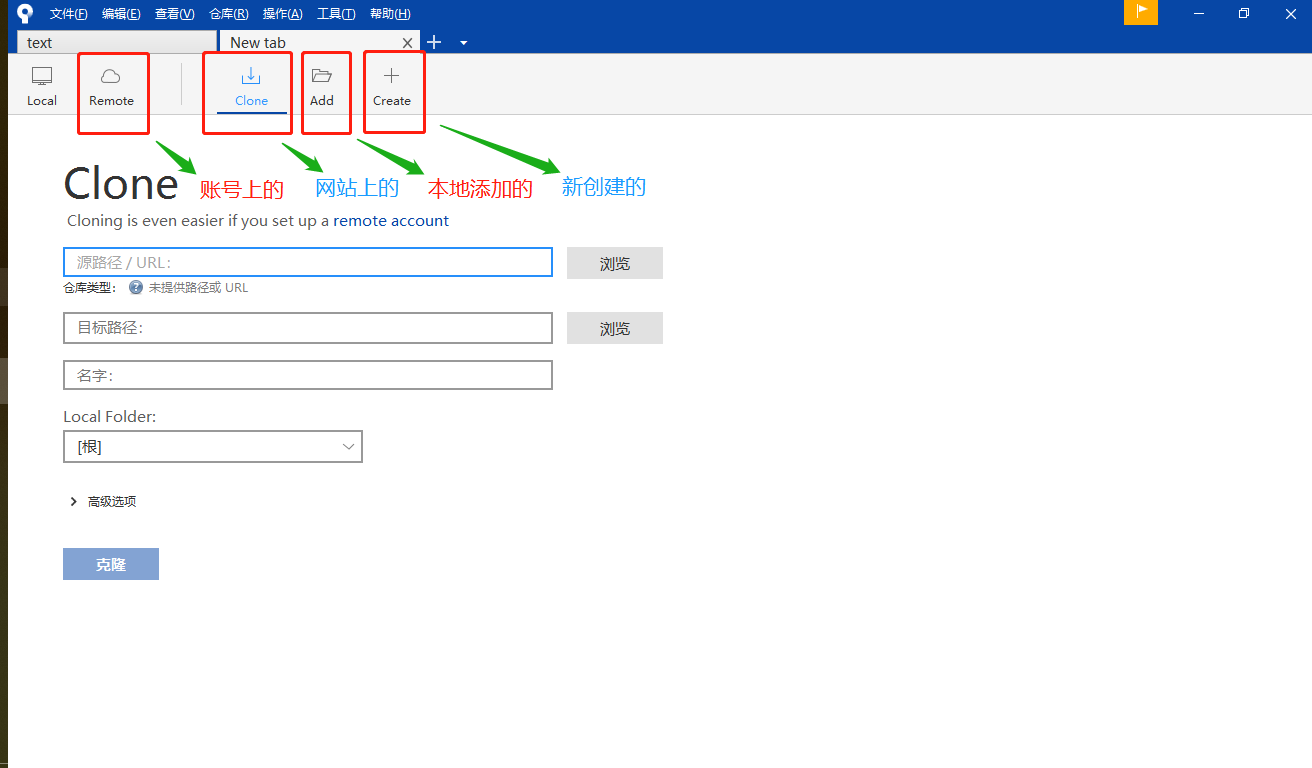 文件(F) 编辑(E) 查看(V) 仓库(R) 操作(A) 工具(T) 帮助(H)
text New tab
Local Remote Clone Add Create
Clone 账号上的 网站上的 本地添加的 新创建的
Cloning is even easier if you set up a remote account
源路径 / URL: 浏览
仓库类型: ? 未提供路径或 URL
目标路径: 浏览
名字:
Local Folder:
[根]
高级选项
克隆